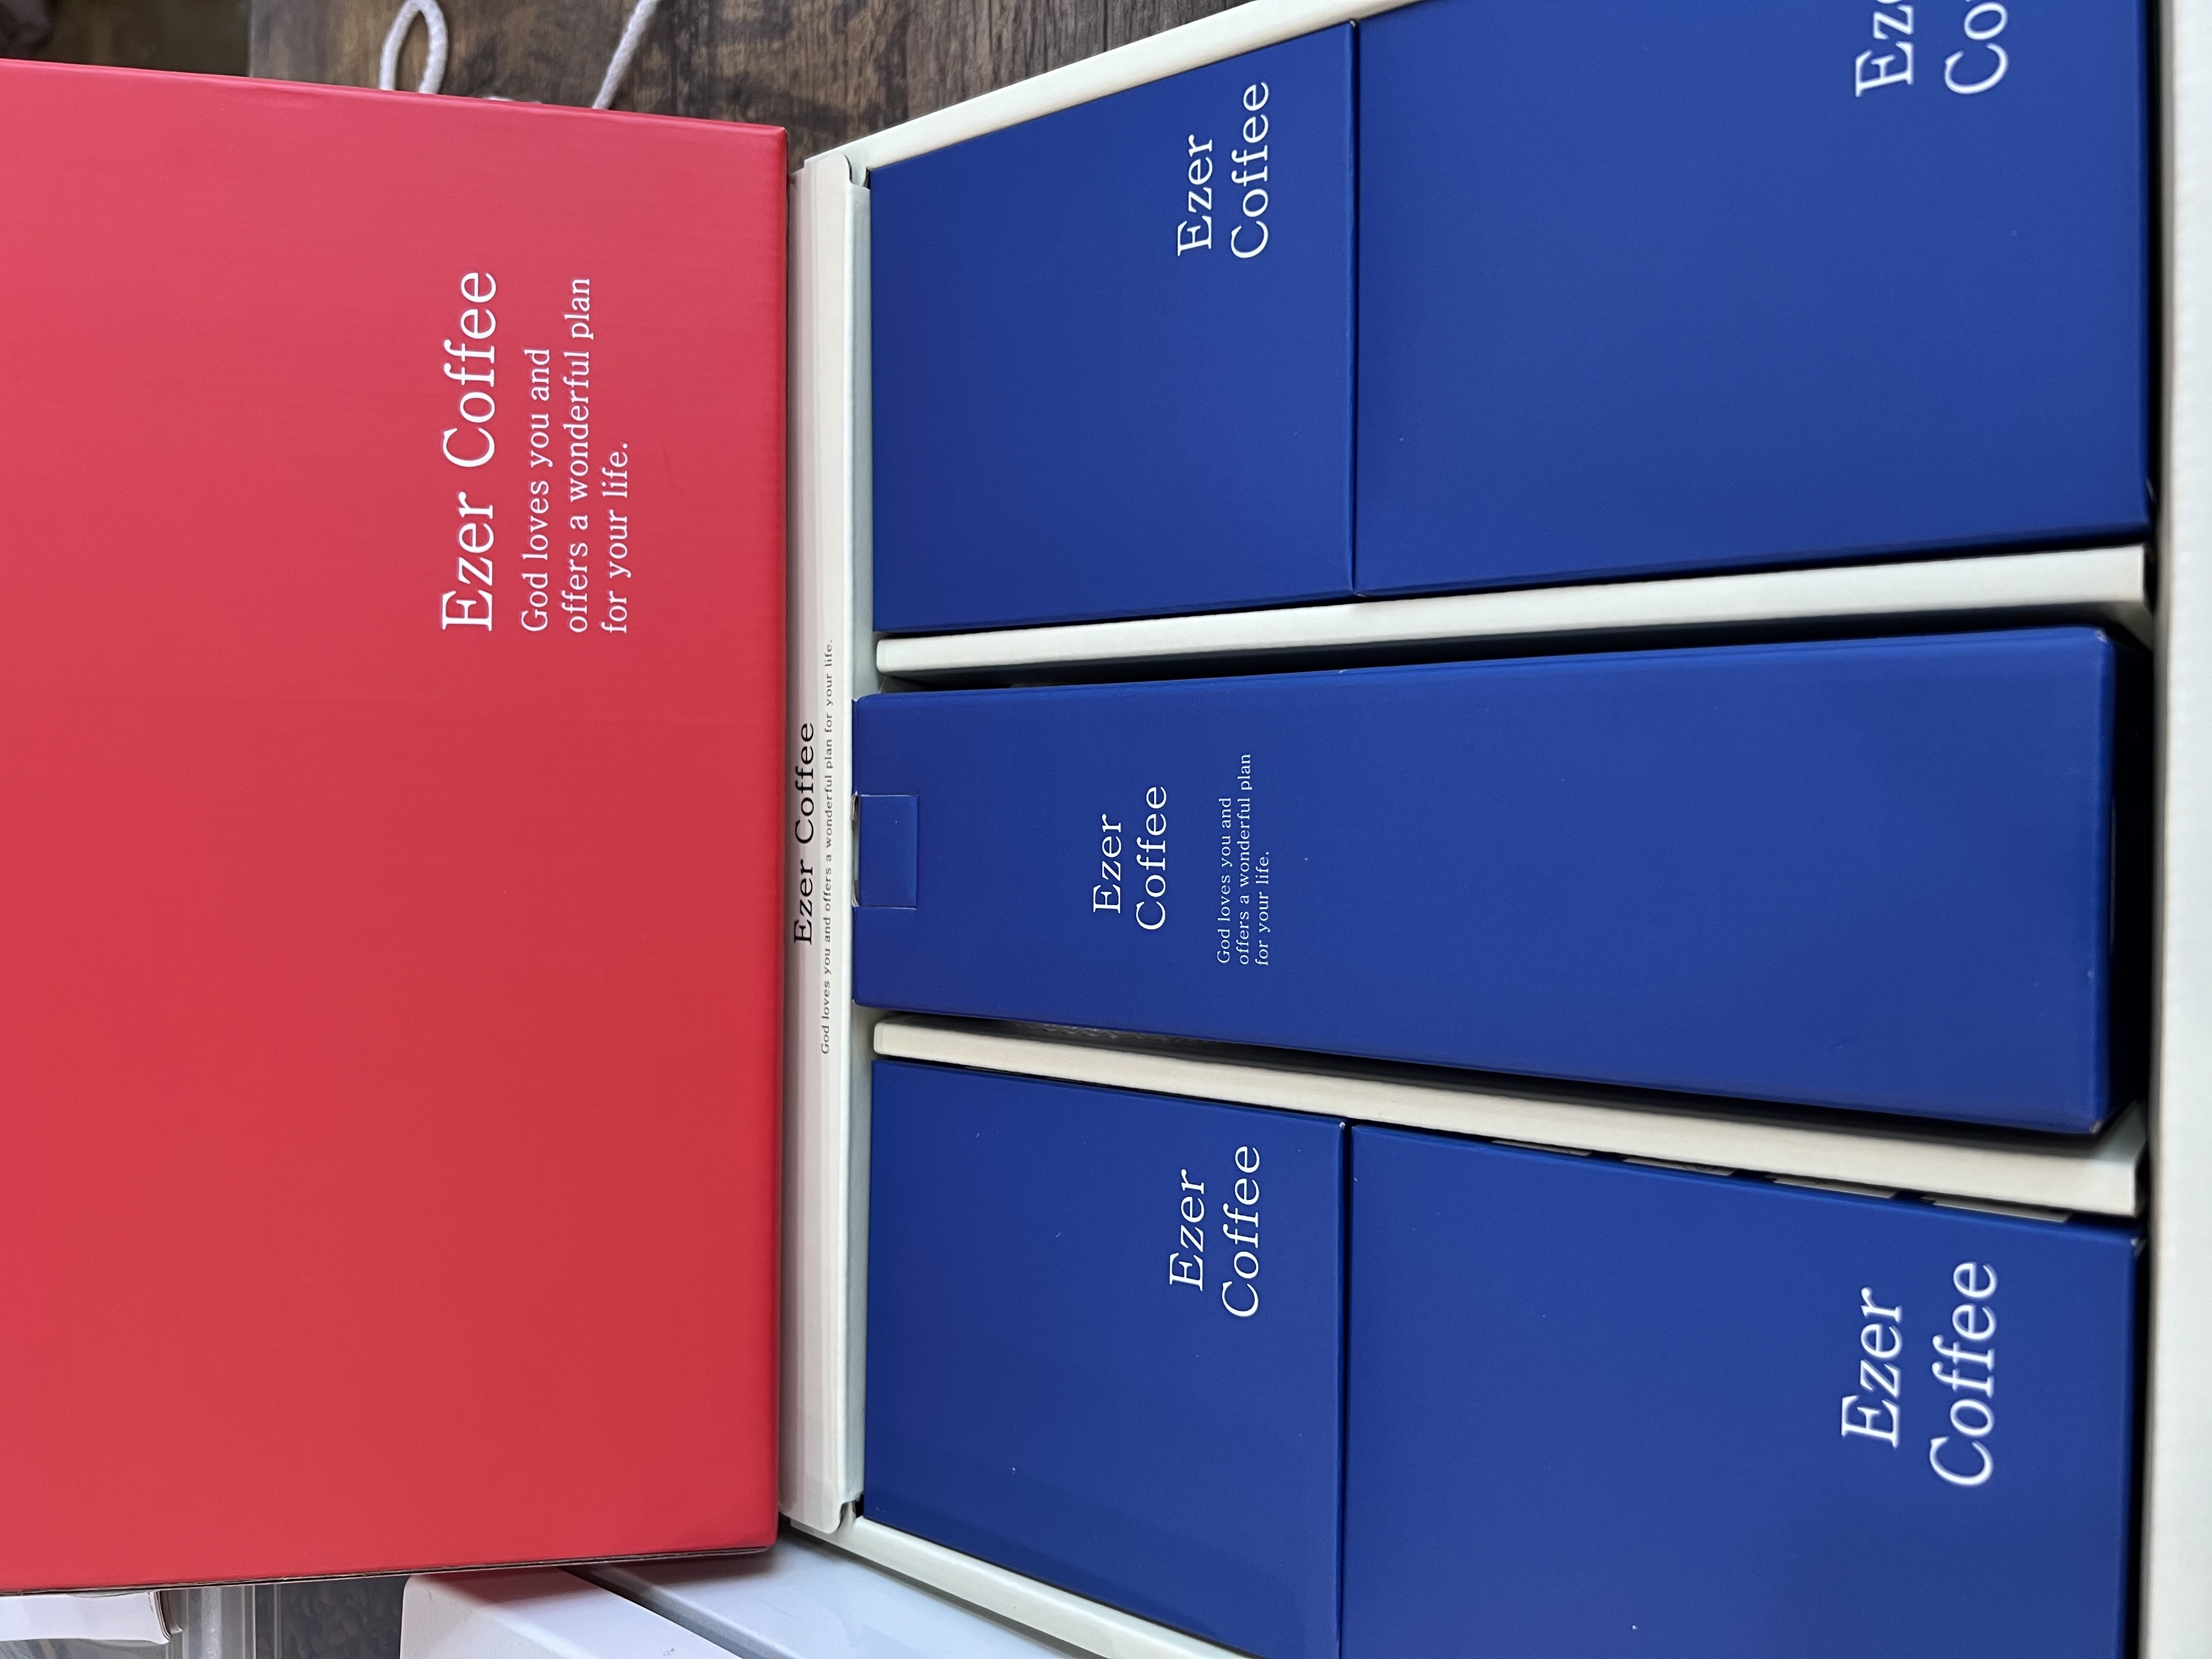 Ezer Coffee
God loves you and
offers a wonderful plan
for your life.
Ezer Coffee
God loves you and offers a wonderful plan for your life.
Ezer
Coffee
Ezer
Coffee
God loves you and
offers a wonderful plan
for your life.
Ezer
Coffee
Ezer
Coffee